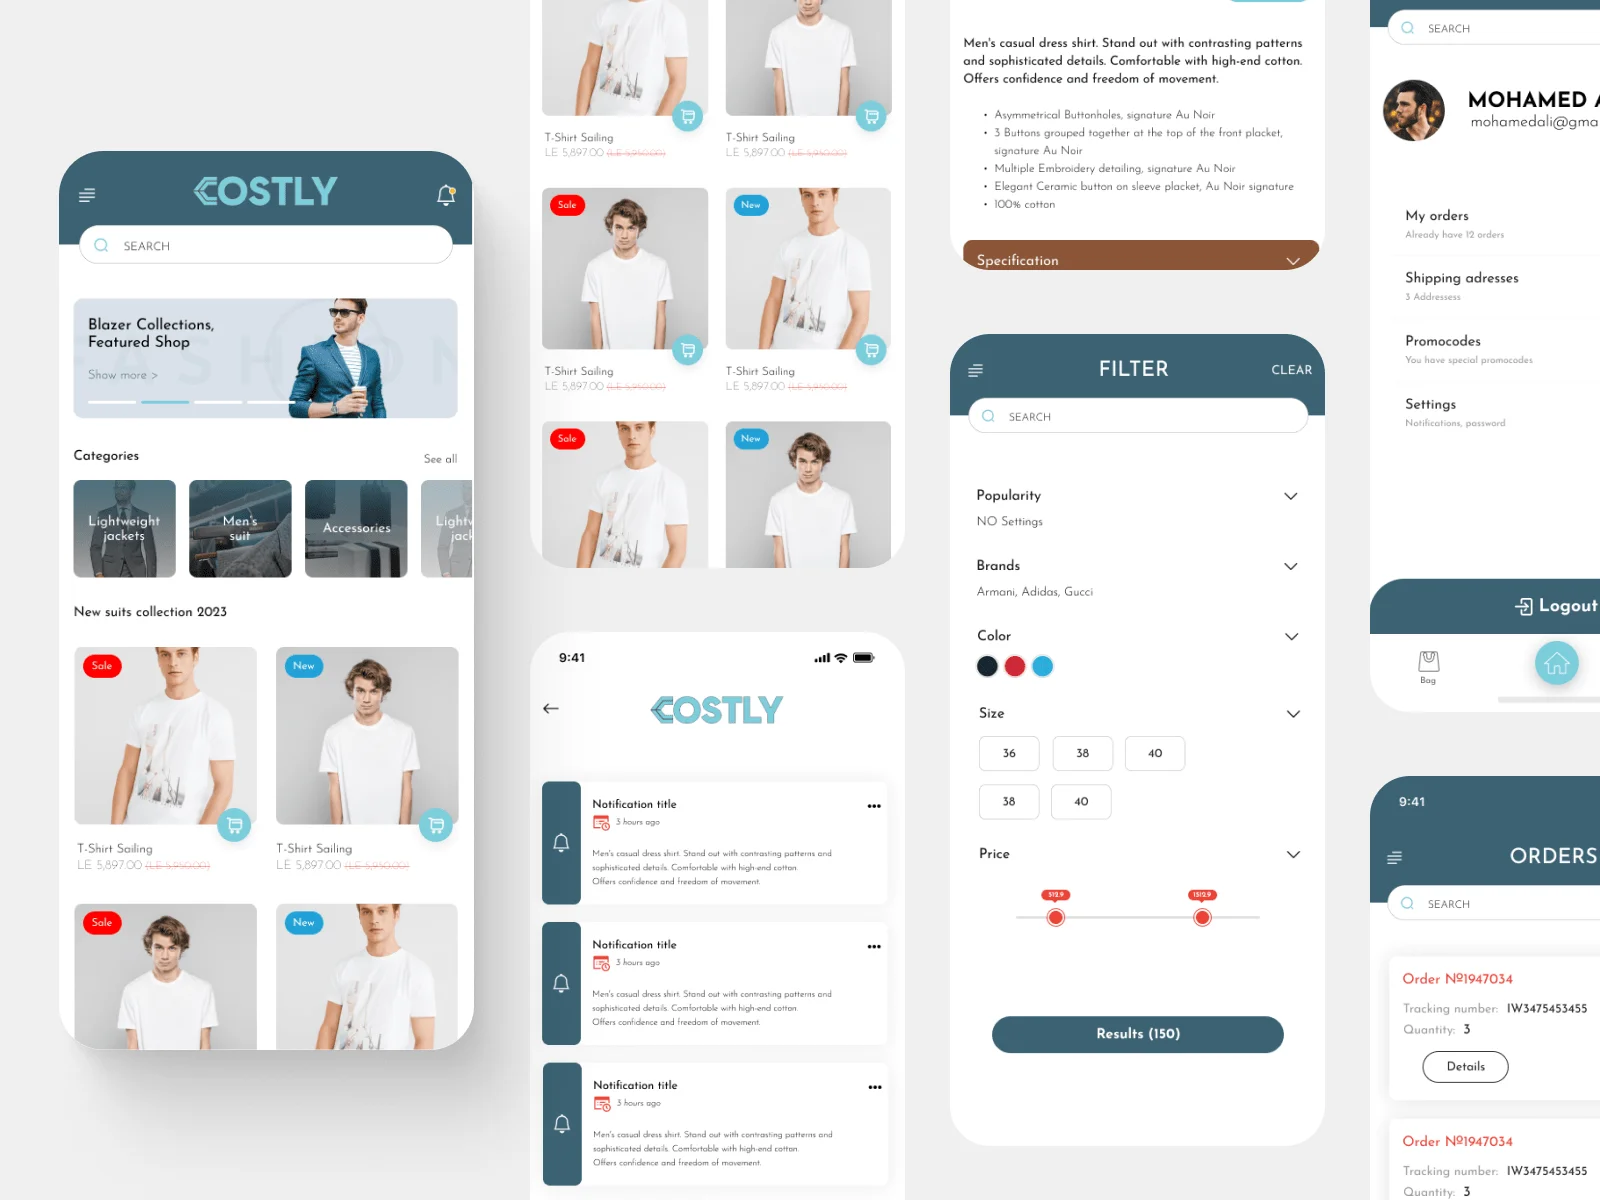 COSTLY
SEARCH
FASHION
Blazer Collections,
Featured Shop
Show more >
Categories
See all
Lightweight
jackets
Men's
suit
Accessories
Lightw
jack
New suits collection 2023
Sale
New
T-Shirt Sailing
LE 5,897.00 (LE 5,950.00)
T-Shirt Sailing
LE 5,897.00 (LE 5,950.00)
Sale
New
T-Shirt Sailing
LE 5,897.00 (LE 5,950.00)
T-Shirt Sailing
LE 5,897.00 (LE 5,950.00)
Sale
New
T-Shirt Sailing
LE 5,897.00 (LE 5,950.00)
T-Shirt Sailing
LE 5,897.00 (LE 5,950.00)
Sale
New
9:41
COSTLY
Notification title
3 hours ago
Men's casual dress shirt. Stand out with contrasting patterns and
sophisticated details. Comfortable with high-end cotton.
Offers confidence and freedom of movement.
Notification title
3 hours ago
Men's casual dress shirt. Stand out with contrasting patterns and
sophisticated details. Comfortable with high-end cotton.
Offers confidence and freedom of movement.
Notification title
3 hours ago
Men's casual dress shirt. Stand out with contrasting patterns and
sophisticated details. Comfortable with high-end cotton.
Offers confidence and freedom of movement.
Men's casual dress shirt. Stand out with contrasting patterns
and sophisticated details. Comfortable with high-end cotton.
Offers confidence and freedom of movement.
• Asymmetrical Buttonholes, signature Au Noir
• 3 Buttons grouped together at the top of the front placket,
signature Au Noir
• Multiple Embroidery detailing, signature Au Noir
• Elegant Ceramic button on sleeve placket, Au Noir signature
• 100% cotton
Specification
FILTER
CLEAR
SEARCH
Popularity
NO Settings
Brands
Armani, Adidas, Gucci
Color
Size
36
38
40
38
40
Price
$12.9
$512.9
Results (150)
SEARCH
MOHAMED A
mohamedali@gma
My orders
Already have 12 orders
Shipping adresses
3 Addressess
Promocodes
You have special promocodes
Settings
Notifications, password
Logout
Bag
9:41
ORDERS
SEARCH
Order №1947034
Tracking number: IW3475453455
Quantity: 3
Details
Order №1947034
Tracking number: IW3475453455
Quantity: 3